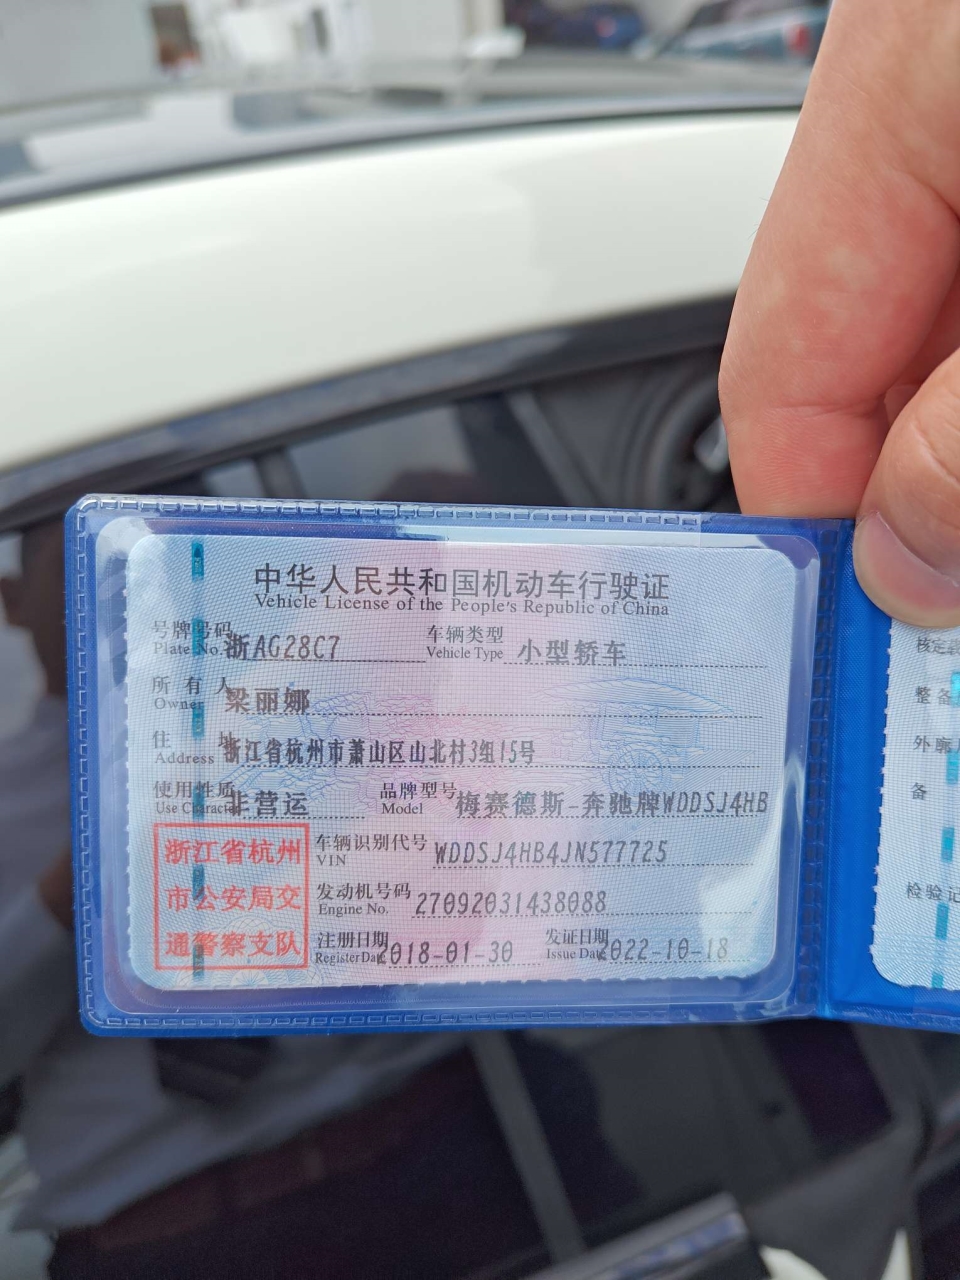 中华人民共和国机动车行驶证
Vehicle License of the People's Republic of China
号牌号码 浙AG28C7 车辆类型 小型轿车
Plate No. Vehicle Type
所有人 梁丽娜
Owner
住址 浙江省杭州市萧山区山北村3组15号
Address
使用性质 非营运 品牌型号 梅赛德斯-奔驰牌WDDSJ4HB
Use Charact Model
浙江省杭州
市公安局交
通警察支队
车辆识别代号 WDDSJ4HB4JN577725
VIN
发动机号码 27092031438088
Engine No.
注册日期 2018-01-30 发证日期 2022-10-18
Register Date Issue Date
核定
整备
外廓
备
检验记